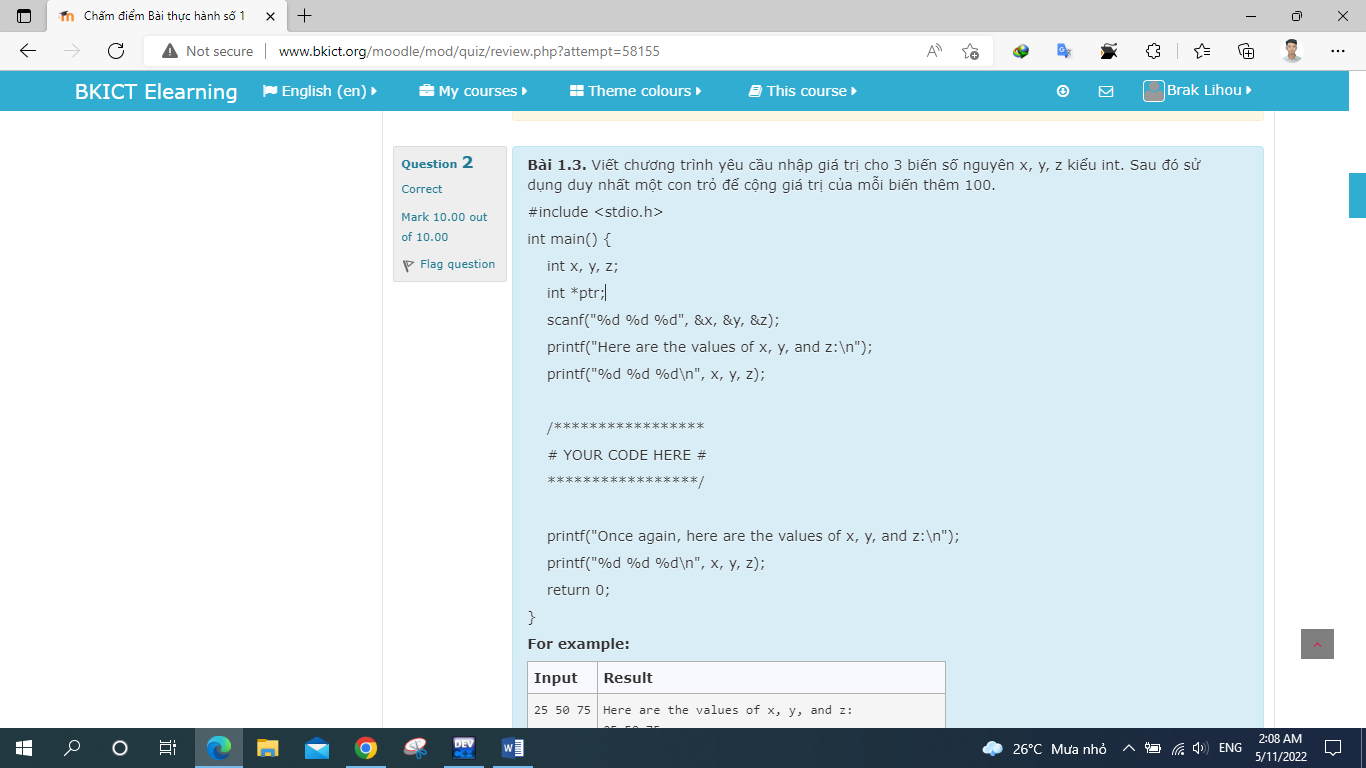 Chấm điểm Bài thực hành số 1
Not secure
www.bkict.org/moodle/mod/quiz/review.php?attempt=58155
BKICT Elearning
English (en)
My courses
Theme colours
This course
Brak Lihou
Question 2
Correct
Mark 10.00 out
of 10.00
Flag question
Bài 1.3. Viết chương trình yêu cầu nhập giá trị cho 3 biến số nguyên x, y, z kiểu int. Sau đó sử
dụng duy nhất một con trỏ để cộng giá trị của mỗi biến thêm 100.
#include <stdio.h>
int main() {
int x, y, z;
int *ptr;
scanf("%d %d %d", &x, &y, &z);
printf("Here are the values of x, y, and z:\n");
printf("%d %d %d\n", x, y, z);
/*****************
# YOUR CODE HERE #
*****************/
printf("Once again, here are the values of x, y, and z:\n");
printf("%d %d %d\n", x, y, z);
return 0;
}
For example:
Input Result
25 50 75 Here are the values of x, y, and z:
DEV
26°C Mưa nhỏ
ENG
2:08 AM
5/11/2022